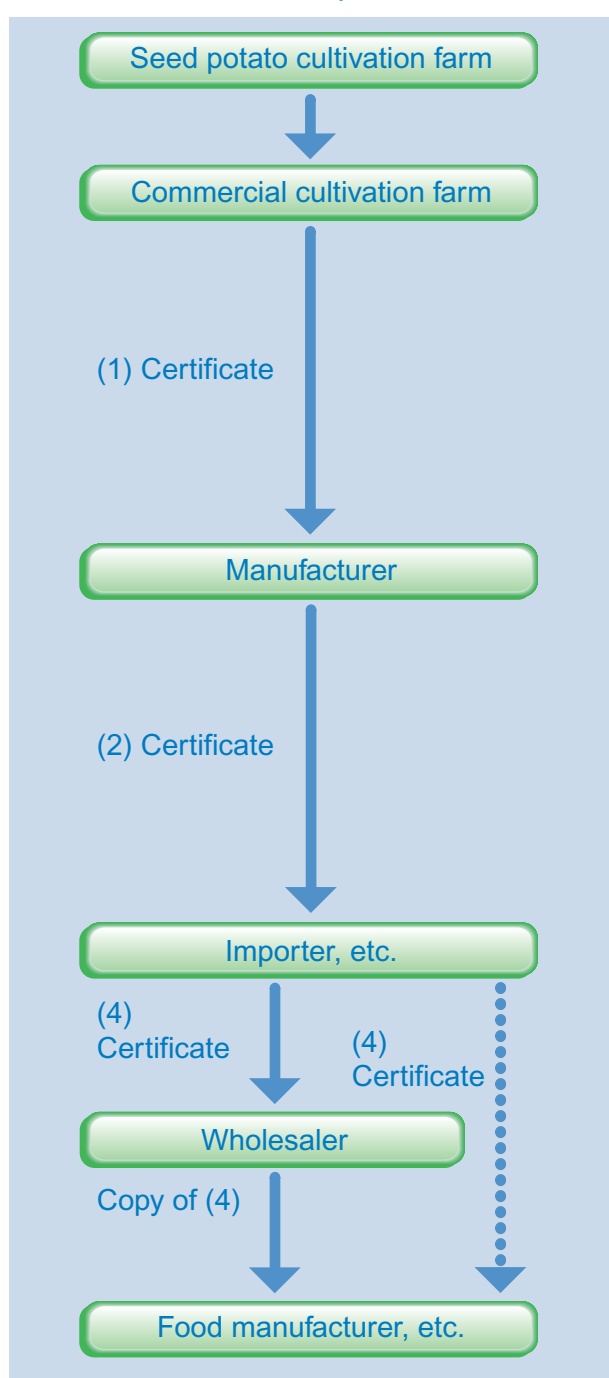 Seed potato cultivation farm
Commercial cultivation farm
(1) Certificate
Manufacturer
(2) Certificate
Importer, etc.
(4)
Certificate
(4)
Certificate
Wholesaler
Copy of (4)
Food manufacturer, etc.